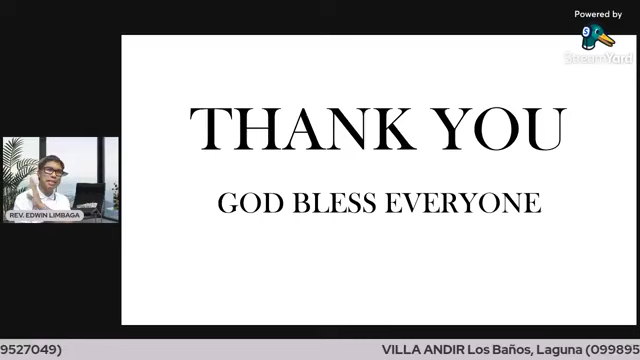 Powered by
StreamYard
THANK YOU
GOD BLESS EVERYONE
REV. EDWIN LIMBAGA
9527049)
VILLA ANDIR Los Baños, Laguna (099895